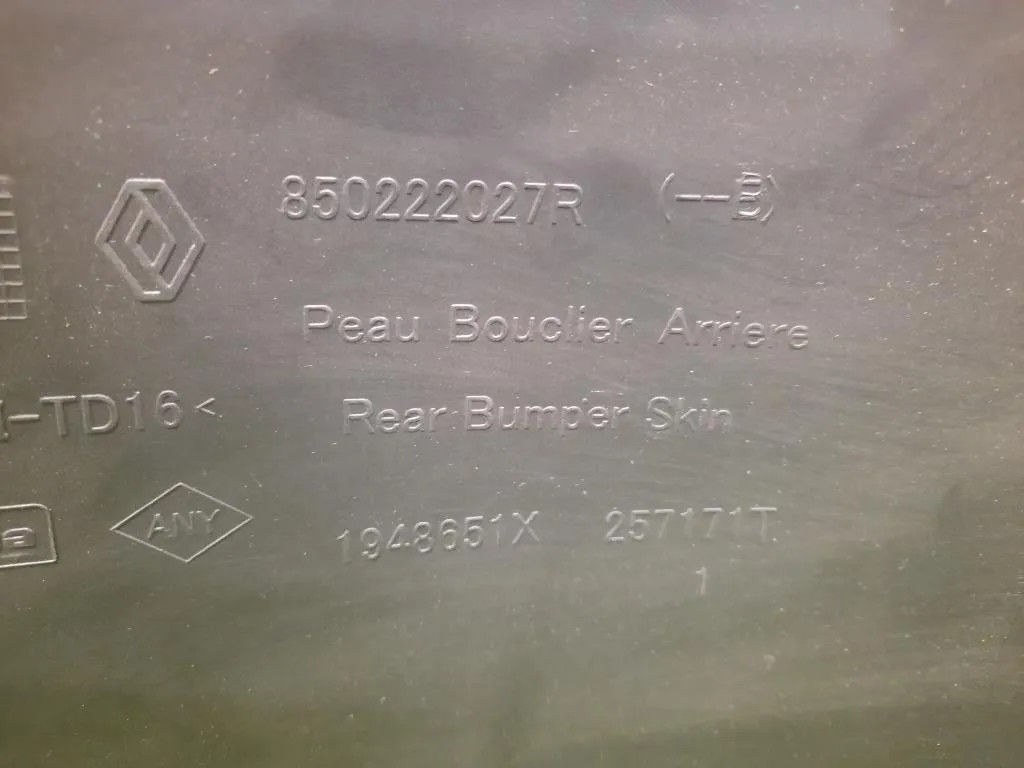 850222027R (--
Peau Bouclier Arriere
-TD16<
Rear Bumper Skin
ANY
1948651X 257171T
1